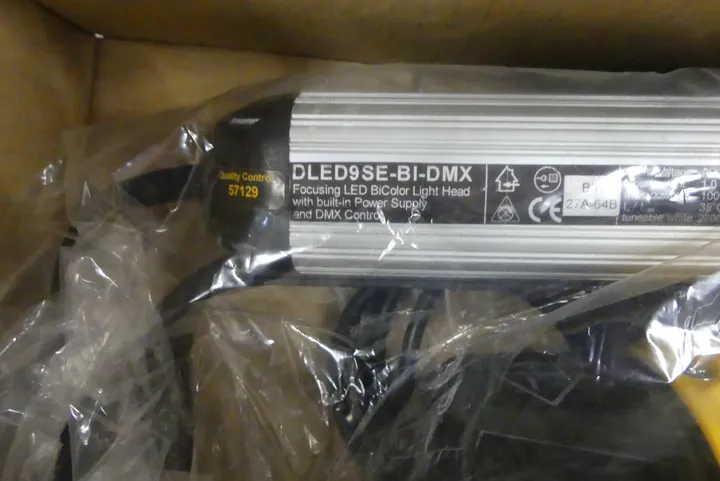 Quality Control
57129
DLED9SE-BI-DMX
Focusing LED BiColor Light Head
with built-in Power Supply
and DMX Control
CE
27A-64B
tuneable white